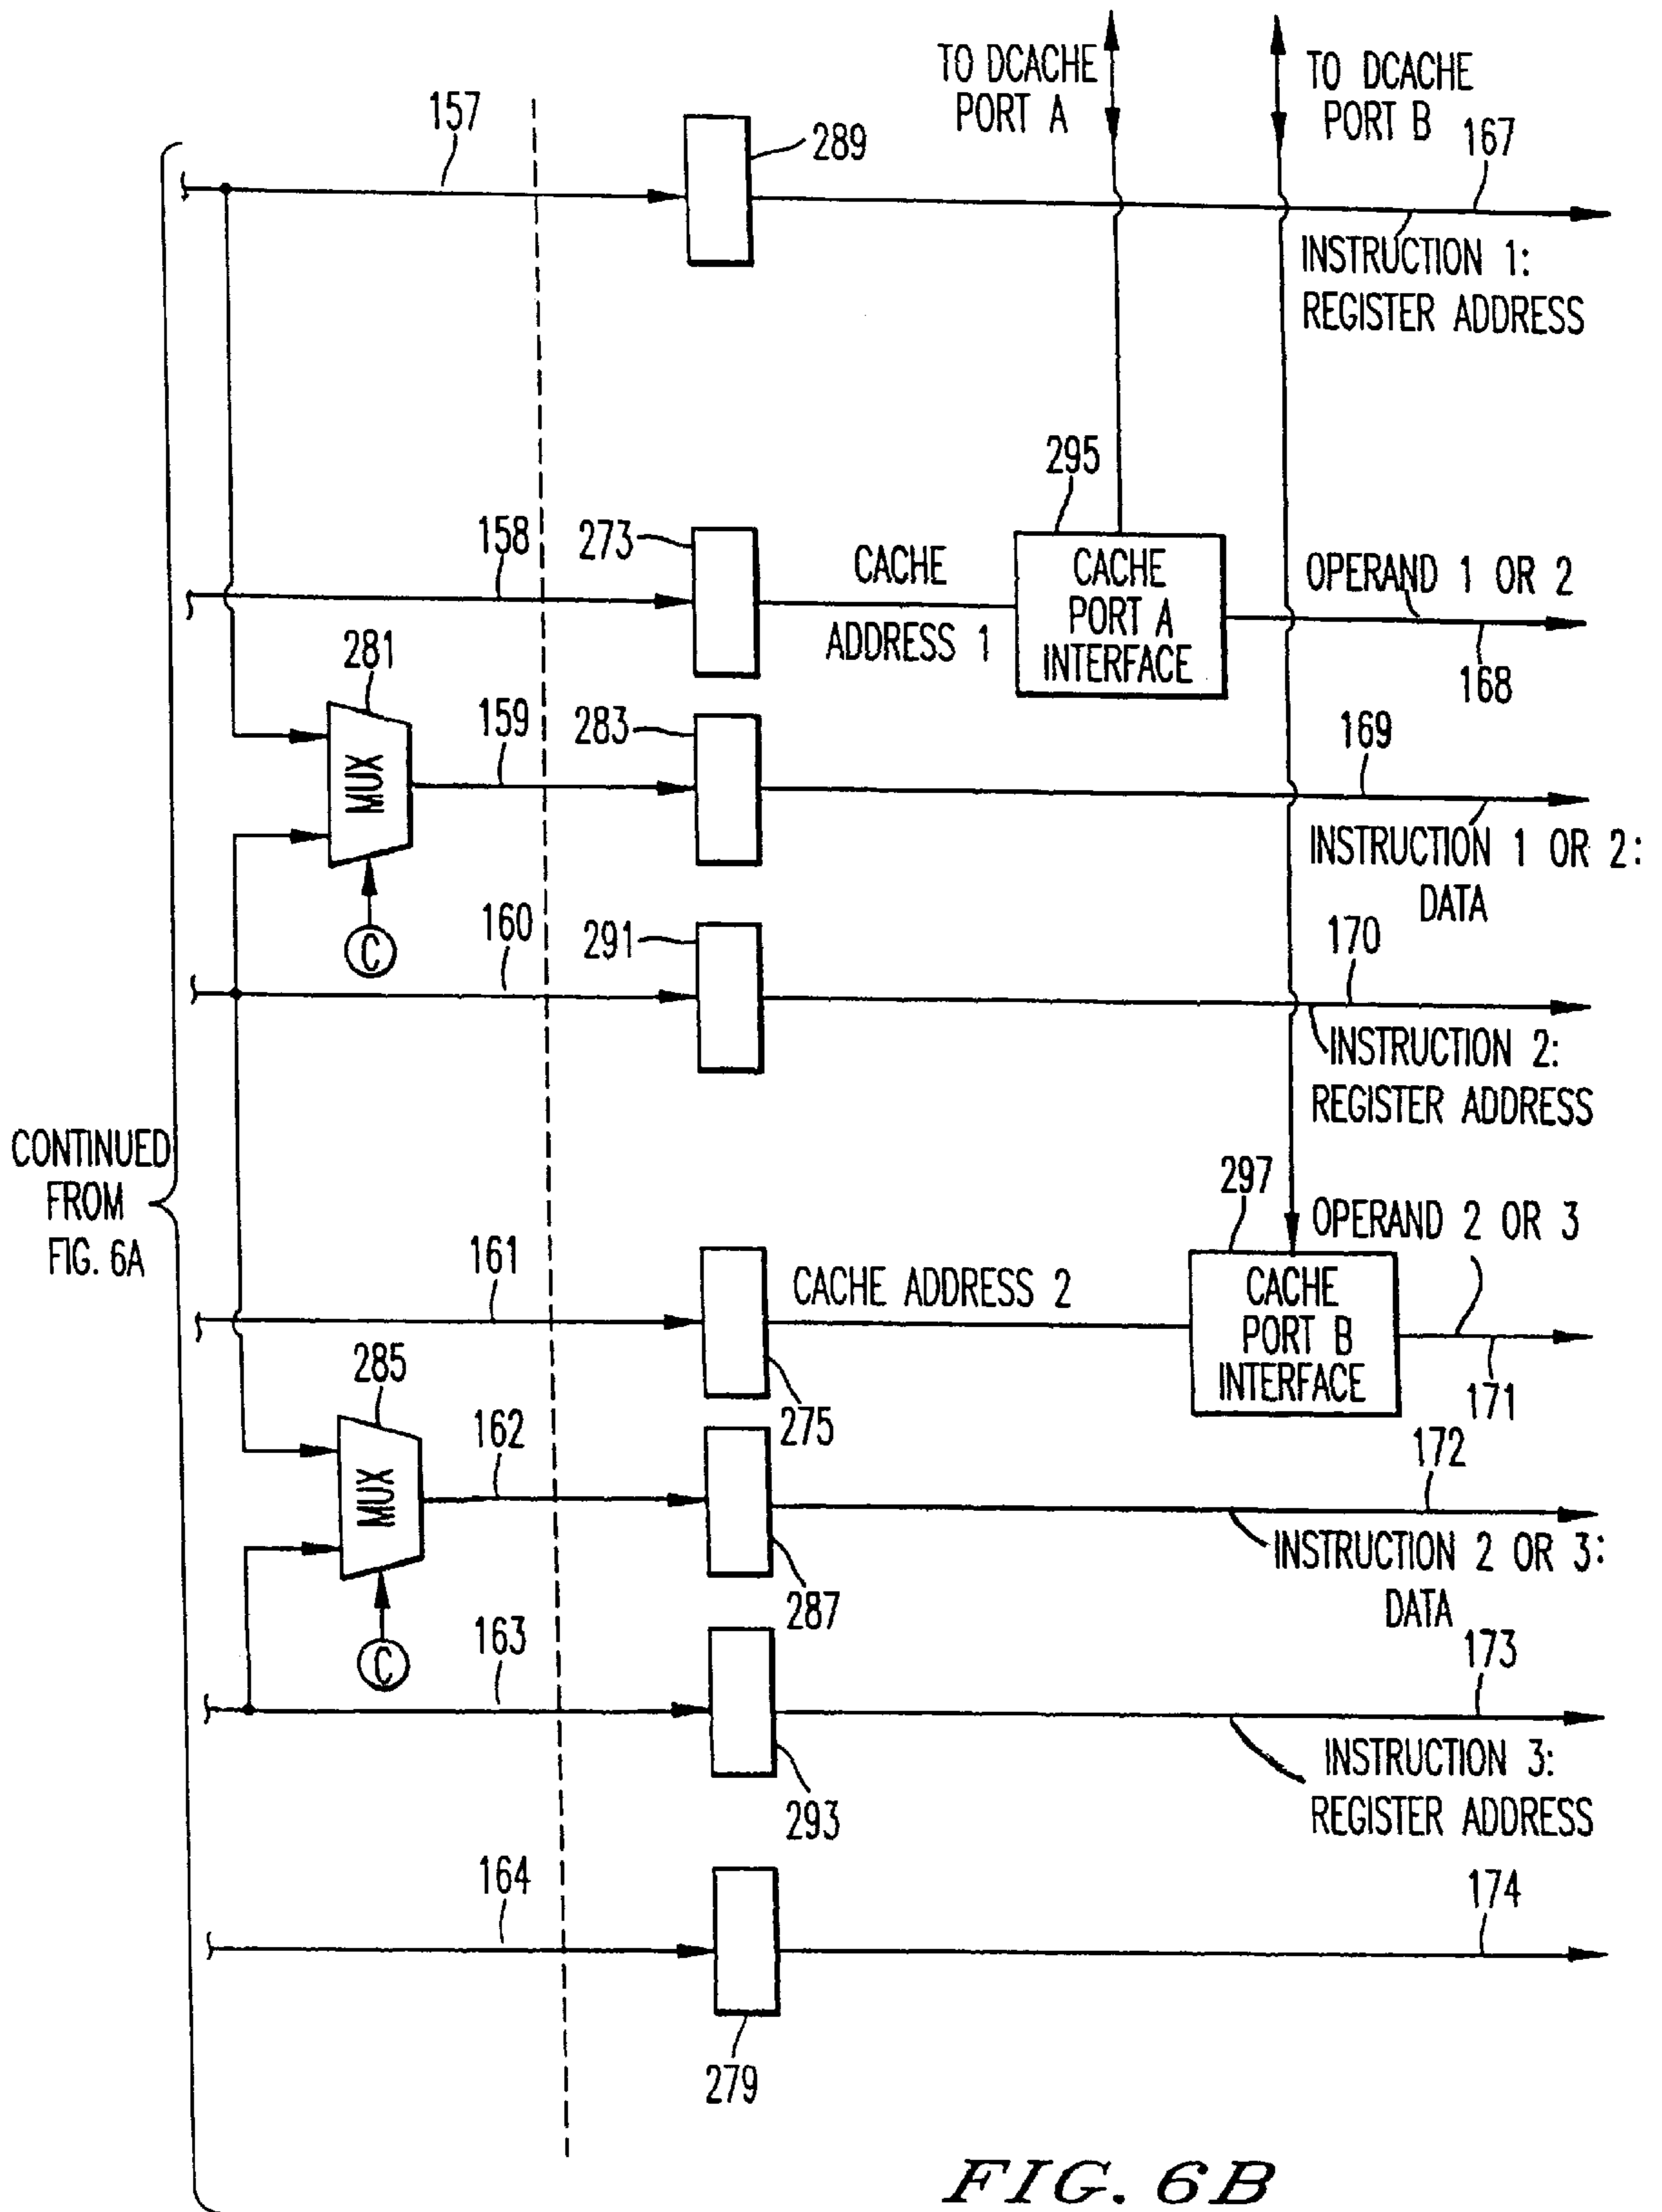 TO DCACHE
PORT A
TO DCACHE
PORT B
157
289
167
INSTRUCTION 1:
REGISTER ADDRESS
295
158
273
CACHE
ADDRESS 1
CACHE
PORT A
INTERFACE
OPERAND 1 OR 2
168
281
MUX
C
159
283
169
INSTRUCTION 1 OR 2:
DATA
160
291
170
INSTRUCTION 2:
REGISTER ADDRESS
CONTINUED
FROM
FIG. 6A
297
OPERAND 2 OR 3
161
CACHE ADDRESS 2
CACHE
PORT B
INTERFACE
171
275
285
MUX
C
162
172
INSTRUCTION 2 OR 3:
DATA
287
163
173
INSTRUCTION 3:
REGISTER ADDRESS
293
164
174
279
FIG. 6B